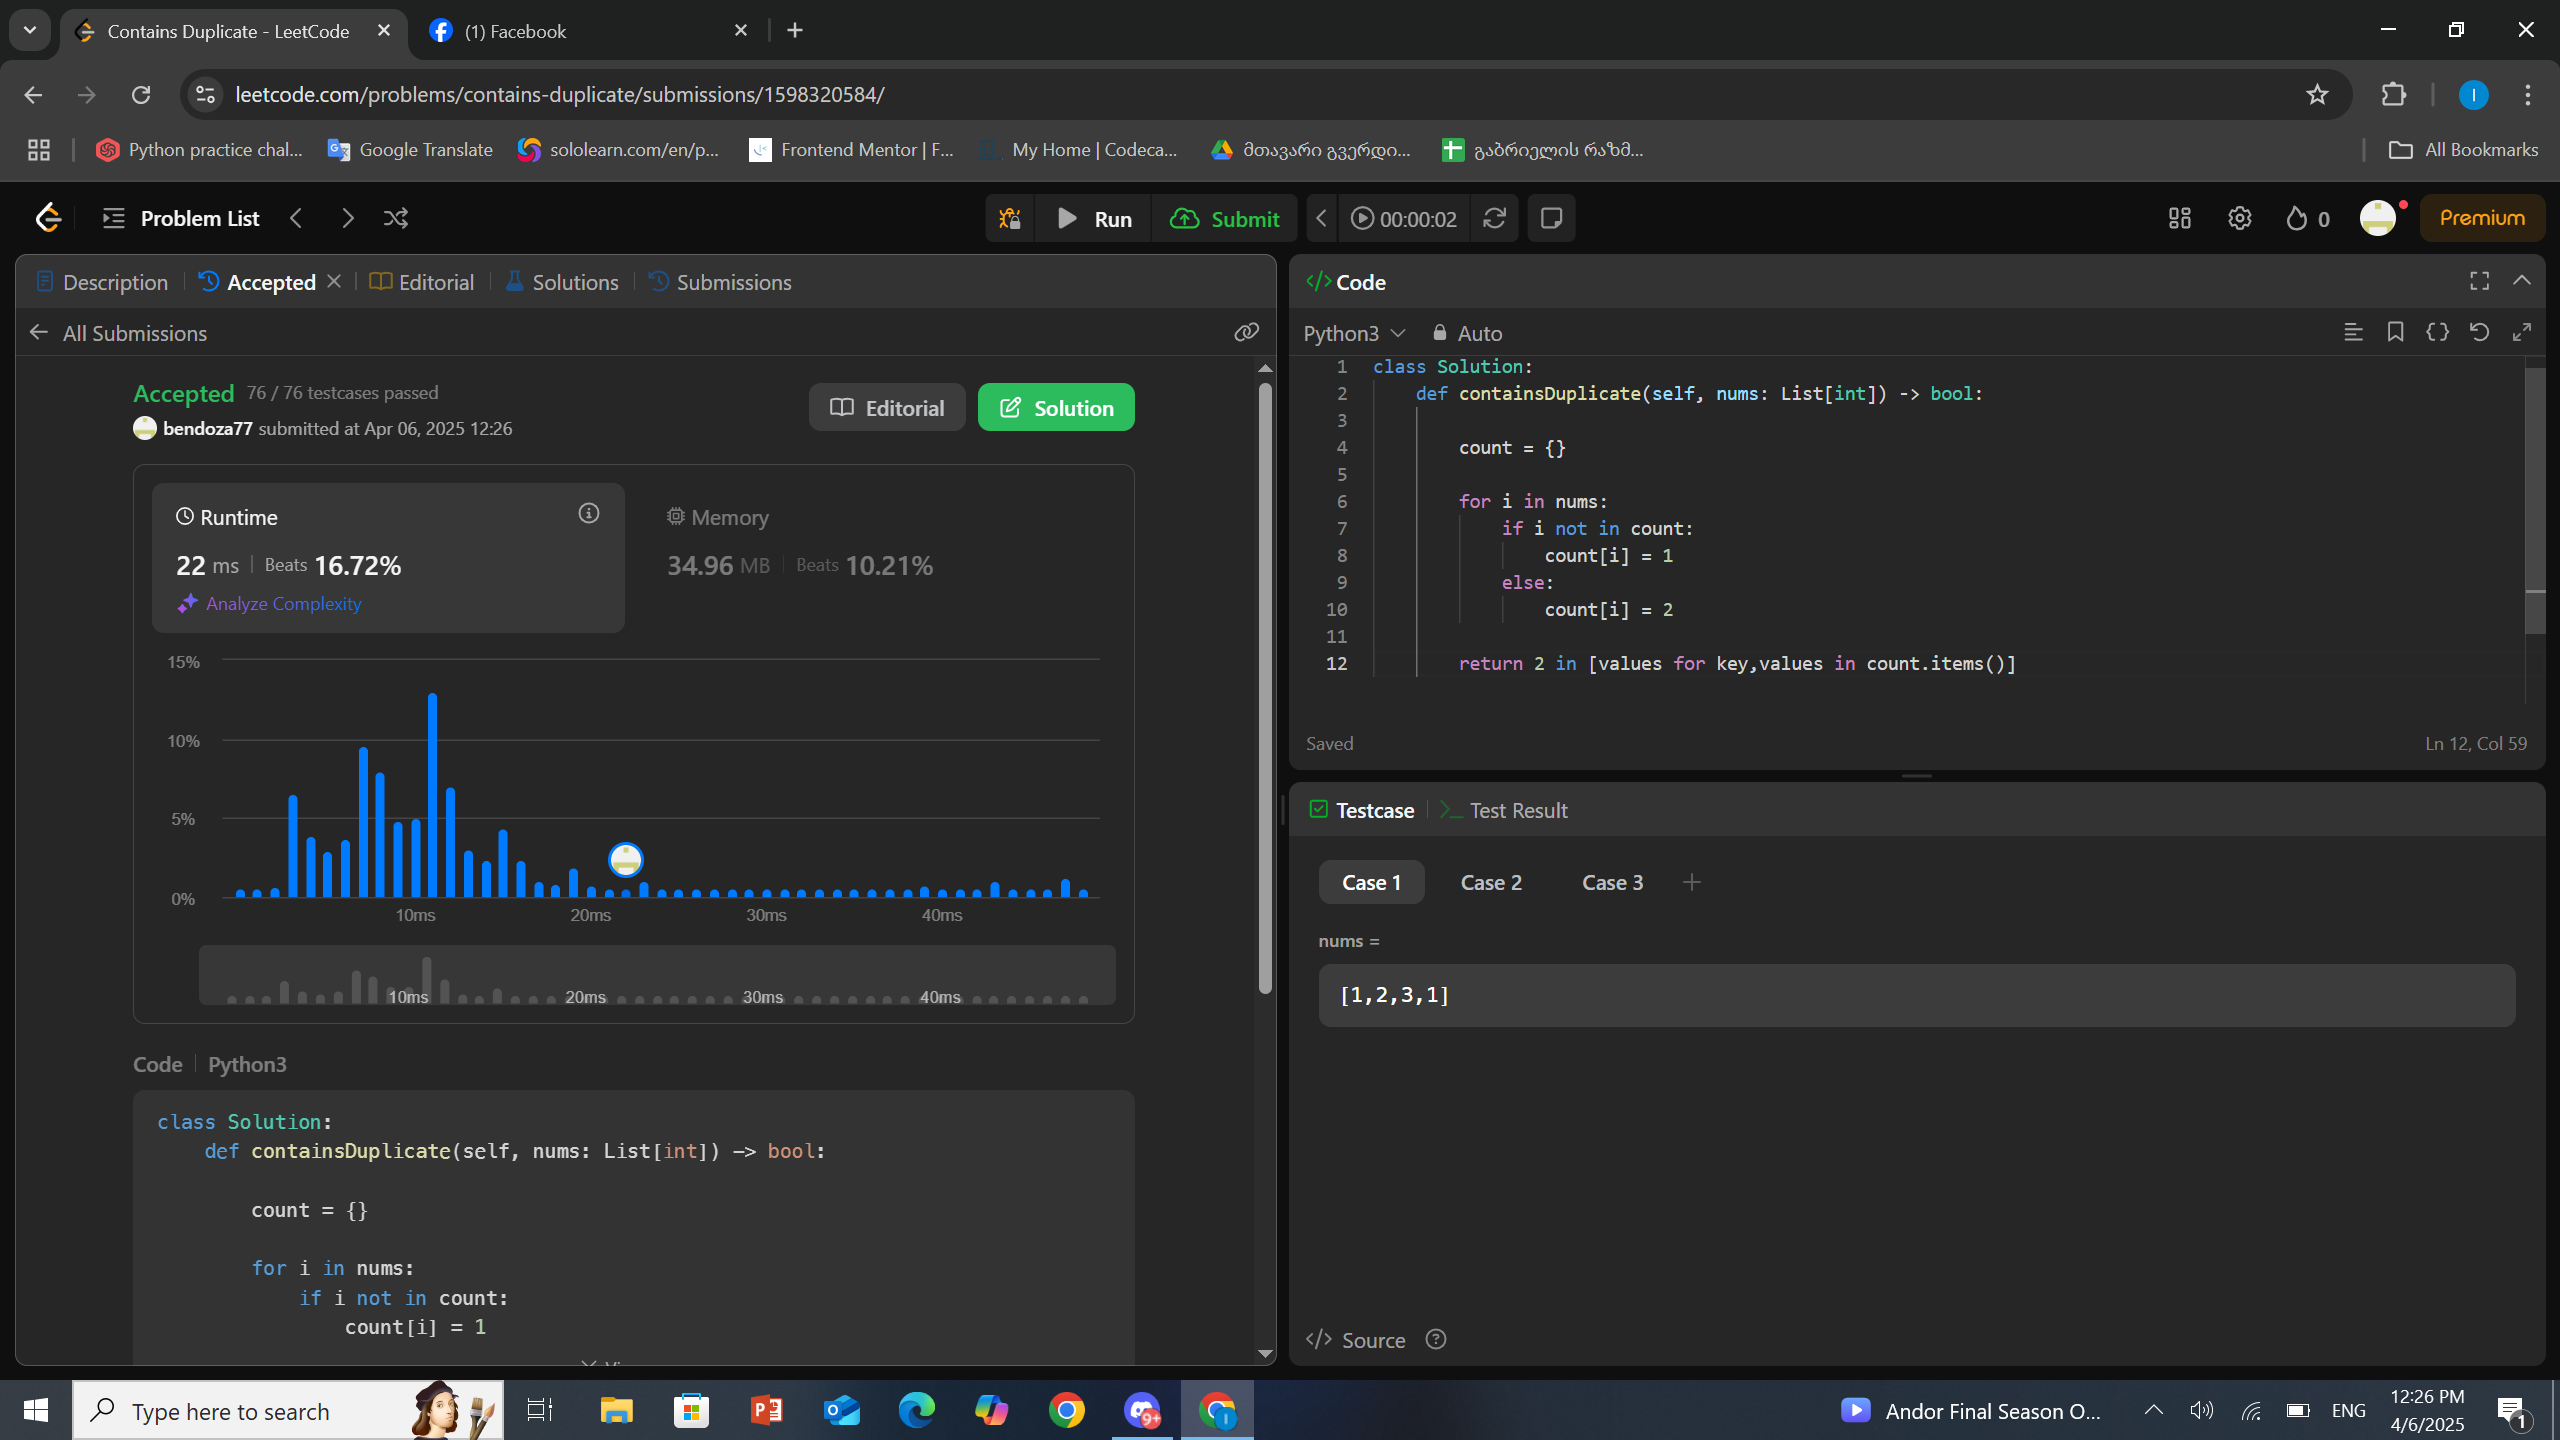 Contains Duplicate - LeetCode
(1) Facebook
leetcode.com/problems/contains-duplicate/submissions/1598320584/
Python practice chal...
Google Translate
sololearn.com/en/p...
Frontend Mentor | F...
My Home | Codeca...
მთავარი გვერდი...
გაბრიელის რაზმ...
All Bookmarks
Problem List
Run
Submit
00:00:02
0
Premium
Description
Accepted
Editorial
Solutions
Submissions
All Submissions
Accepted 76 / 76 testcases passed
bendoza77 submitted at Apr 06, 2025 12:26
Editorial
Solution
Runtime
22 ms | Beats 16.72%
Analyze Complexity
Memory
34.96 MB | Beats 10.21%
15%
10%
5%
0%
10ms 20ms 30ms 40ms
10ms 20ms 30ms 40ms
Code | Python3
class Solution:
def containsDuplicate(self, nums: List[int]) -> bool:
count = {}
for i in nums:
if i not in count:
count[i] = 1
Code
Python3
Auto
1 class Solution:
2 def containsDuplicate(self, nums: List[int]) -> bool:
3
4 count = {}
5
6 for i in nums:
7 if i not in count:
8 count[i] = 1
9 else:
10 count[i] = 2
11
12 return 2 in [values for key,values in count.items()]
Saved
Ln 12, Col 59
Testcase
Test Result
Case 1
Case 2
Case 3
nums =
[1,2,3,1]
Source
Type here to search
9+
Andor Final Season O...
ENG
12:26 PM
4/6/2025
1